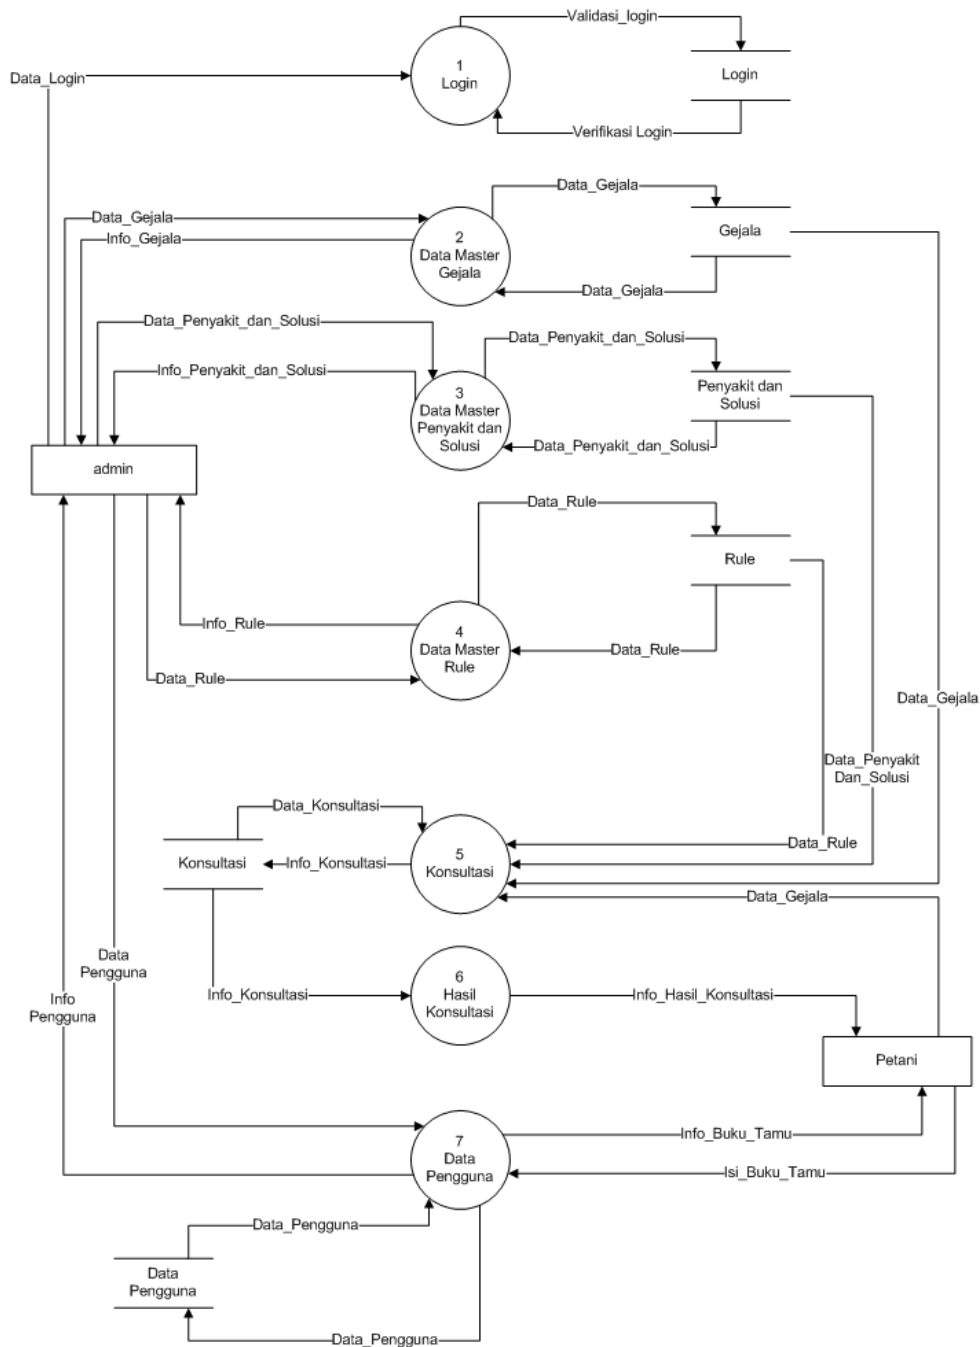 Validasi_login
1
Login
Login
Data_Login
Verifikasi Login
Data_Gejala
Data_Gejala
Info_Gejala
2
Data Master
Gejala
Gejala
Data_Gejala
Data_Penyakit_dan_Solusi
Data_Penyakit_dan_Solusi
Info_Penyakit_dan_Solusi
3
Data Master
Penyakit dan
Solusi
Penyakit dan
Solusi
Data_Penyakit_dan_Solusi
admin
Data_Rule
Rule
Info_Rule
4
Data Master
Rule
Data_Rule
Data_Rule
Data_Gejala
Data_Penyakit
Dan_Solusi
Data_Konsultasi
Data_Rule
Konsultasi
Info_Konsultasi
5
Konsultasi
Data_Gejala
Data
Pengguna
Info
Pengguna
Info_Konsultasi
6
Hasil
Konsultasi
Info_Hasil_Konsultasi
Petani
7
Data
Pengguna
Info_Buku_Tamu
Isi_Buku_Tamu
Data_Pengguna
Data
Pengguna
Data_Pengguna